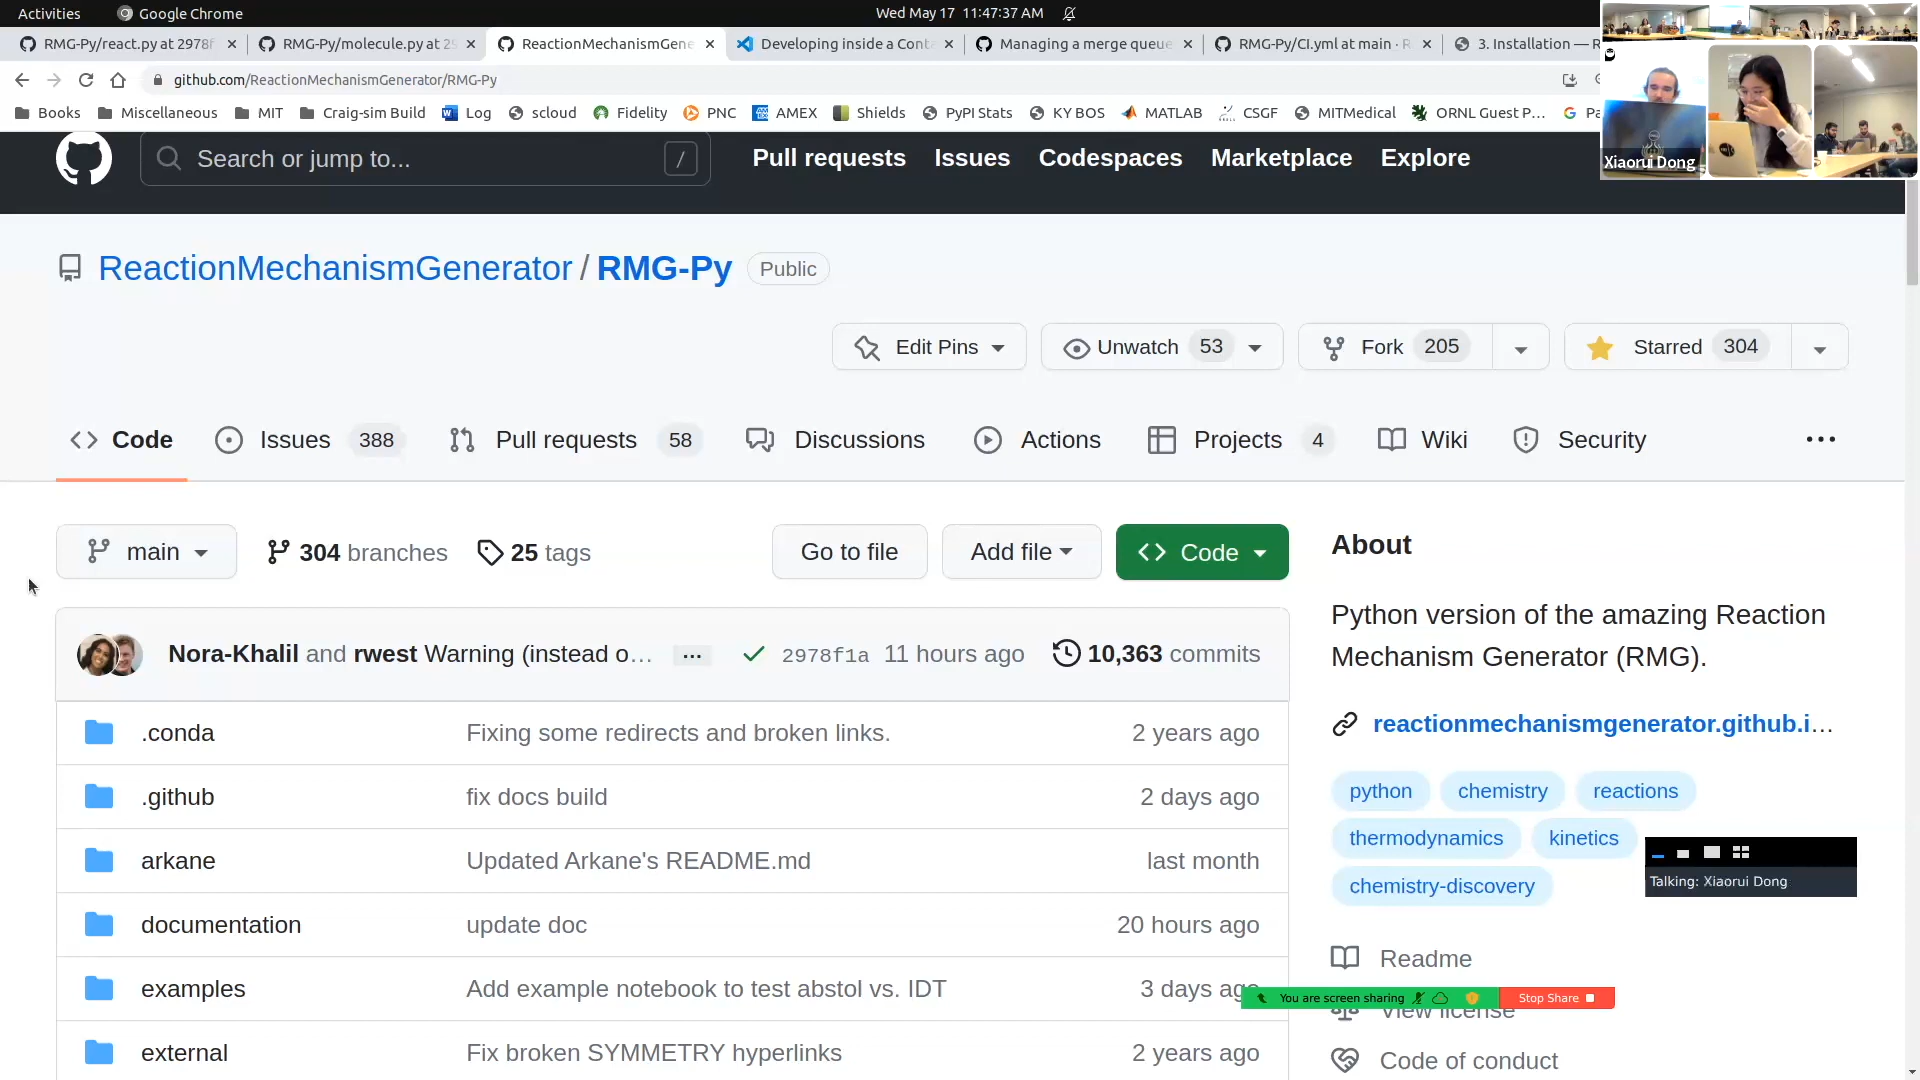 Activities Google Chrome Wed May 17 11:47:37 AM
RMG-Py/react.py at 2978f × RMG-Py/molecule.py at 29 × ReactionMechanismGene × Developing inside a Conta × Managing a merge queue × RMG-Py/CI.yml at main · R × 3. Installation — R
github.com/ReactionMechanismGenerator/RMG-Py
Books Miscellaneous MIT Craig-sim Build Log scloud Fidelity PNC AMEX Shields PyPI Stats KY BOS MATLAB CSGF MITMedical ORNL Guest P... Pa
Search or jump to... / Pull requests Issues Codespaces Marketplace Explore
Xiaorui Dong
ReactionMechanismGenerator / RMG-Py Public
Edit Pins Unwatch 53 Fork 205 Starred 304
Code Issues 388 Pull requests 58 Discussions Actions Projects 4 Wiki Security ...
main 304 branches 25 tags Go to file Add file Code
About
Python version of the amazing Reaction
Mechanism Generator (RMG).
reactionmechanismgenerator.github.i...
python chemistry reactions
thermodynamics kinetics
chemistry-discovery
Talking: Xiaorui Dong
Nora-Khalil and rwest Warning (instead o... ... 2978f1a 11 hours ago 10,363 commits
.conda Fixing some redirects and broken links. 2 years ago
.github fix docs build 2 days ago
arkane Updated Arkane's README.md last month
documentation update doc 20 hours ago
examples Add example notebook to test abstol vs. IDT 3 days ago
external Fix broken SYMMETRY hyperlinks 2 years ago
Readme
You are screen sharing Stop Share
View license
Code of conduct